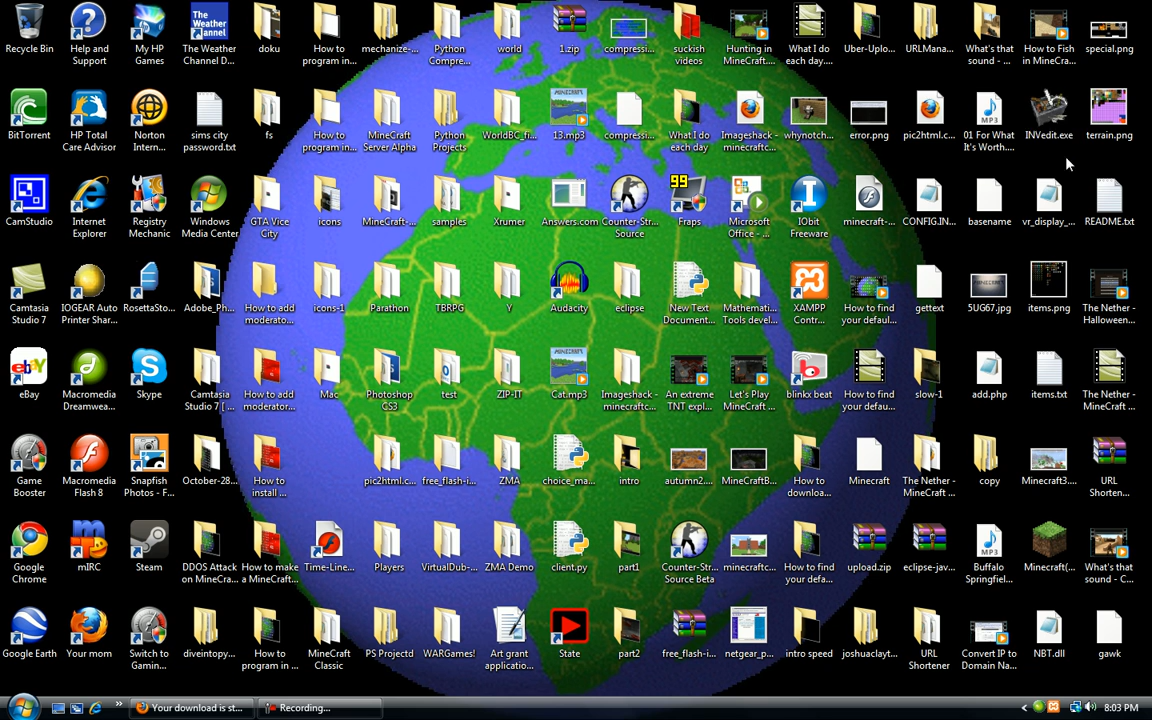 Recycle Bin
Help and
Support
My HP
Games
The
Weather
Channel
The Weather
Channel D...
doku
How to
program in...
mechanize-...
Python
Compre...
world
1.zip
compressi...
suckish
videos
Hunting in
MineCraft...
What I do
each day...
Uber-Uplo...
URLMana...
What's that
sound - ...
How to Fish
in MineCra...
special.png
BitTorrent
HP Total
Care Advisor
Norton
Intern...
sims city
password.txt
fs
How to
program in...
MineCraft
Server Alpha
Python
Projects
WorldBC_fi...
13.mp3
compressi...
What I do
each day
Imageshack -
minecraftc...
whynotch...
error.png
pic2html.c...
MP3
01 For What
It's Worth...
INVedit.exe
terrain.png
CamStudio
Internet
Explorer
Registry
Mechanic
Windows
Media Center
GTA Vice
City
icons
MineCraft-...
samples
Xrumer
Answers.com
Counter-Str...
Source
99
Fraps
Microsoft
Office - ...
IObit
Freeware
minecraft-...
CONFIG.IN...
basename
vr_display_...
README.txt
Camtasia
Studio 7
IOGEAR Auto
Printer Shar...
RosettaSto...
Adobe_Ph...
How to add
moderato...
icons-1
Parathon
TBRPG
Y
Audacity
eclipse
New Text
Document...
Mathemati...
Tools devel...
XAMPP
Contr...
How to find
your defaul...
gettext
5UG67.jpg
items.png
The Nether -
Halloween...
eBay
Macromedia
Dreamwea...
Skype
Camtasia
Studio 7 [ ...
How to add
moderator...
Mac
Photoshop
CS3
test
ZIP-IT
MINECRAFT
Cat.mp3
Imageshack -
minecraftc...
An extreme
TNT expl...
Let's Play
MineCraft ...
blinkx beat
How to find
your defau...
slow-1
add.php
items.txt
The Nether -
MineCraft ...
Game
Booster
Macromedia
Flash 8
Snapfish
Photos - F...
October-28...
How to
install ...
pic2html.c...
free_flash-i...
ZMA
choice_ma...
intro
autumn2....
MineCraftB...
How to
downloa...
Minecraft
The Nether -
MineCraft ...
copy
Minecraft3....
URL
Shorten...
Google
Chrome
mIRC
Steam
DDOS Attack
on MineCra...
How to make
a MineCraft...
Time-Line...
Players
VirtualDub-...
ZMA Demo
client.py
part1
Counter-Str...
Source Beta
minecraftc...
How to find
your defa...
upload.zip
eclipse-jav...
MP3
Buffalo
Springfiel...
Minecraft(...
What's that
sound - C...
Google Earth
Your mom
Switch to
Gamin...
diveintopy...
How to
program in ...
MineCraft
Classic
PS Projectd
WARGames!
Art grant
applicatio...
State
part2
free_flash-i...
netgear_p...
intro speed
joshuaclayt...
URL
Shortener
Convert IP to
Domain Na...
NBT.dll
gawk
Your download is st...
Recording...
8:03 PM